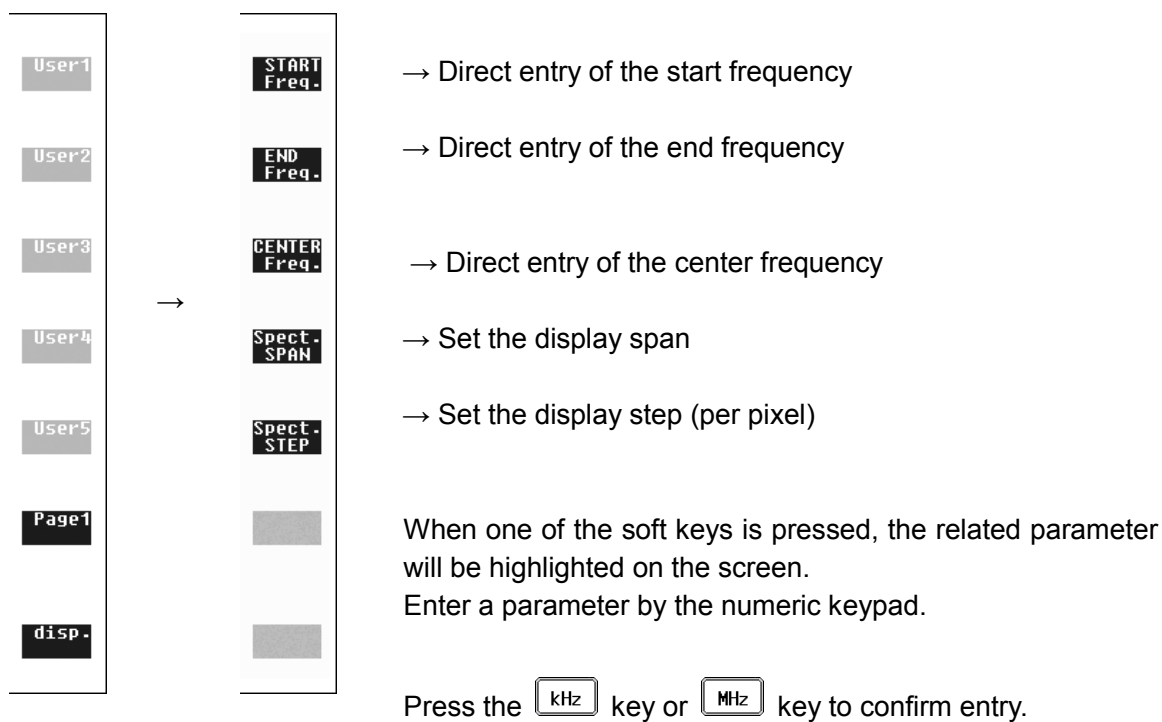 User1
User2
User3
User4
User5
Page1
disp.
→
START
Freq.
→ Direct entry of the start frequency
END
Freq.
→ Direct entry of the end frequency
CENTER
Freq.
→ Direct entry of the center frequency
Spect.
SPAN
→ Set the display span
Spect.
STEP
→ Set the display step (per pixel)
When one of the soft keys is pressed, the related parameter
will be highlighted on the screen.
Enter a parameter by the numeric keypad.
Press the kHz key or MHz key to confirm entry.